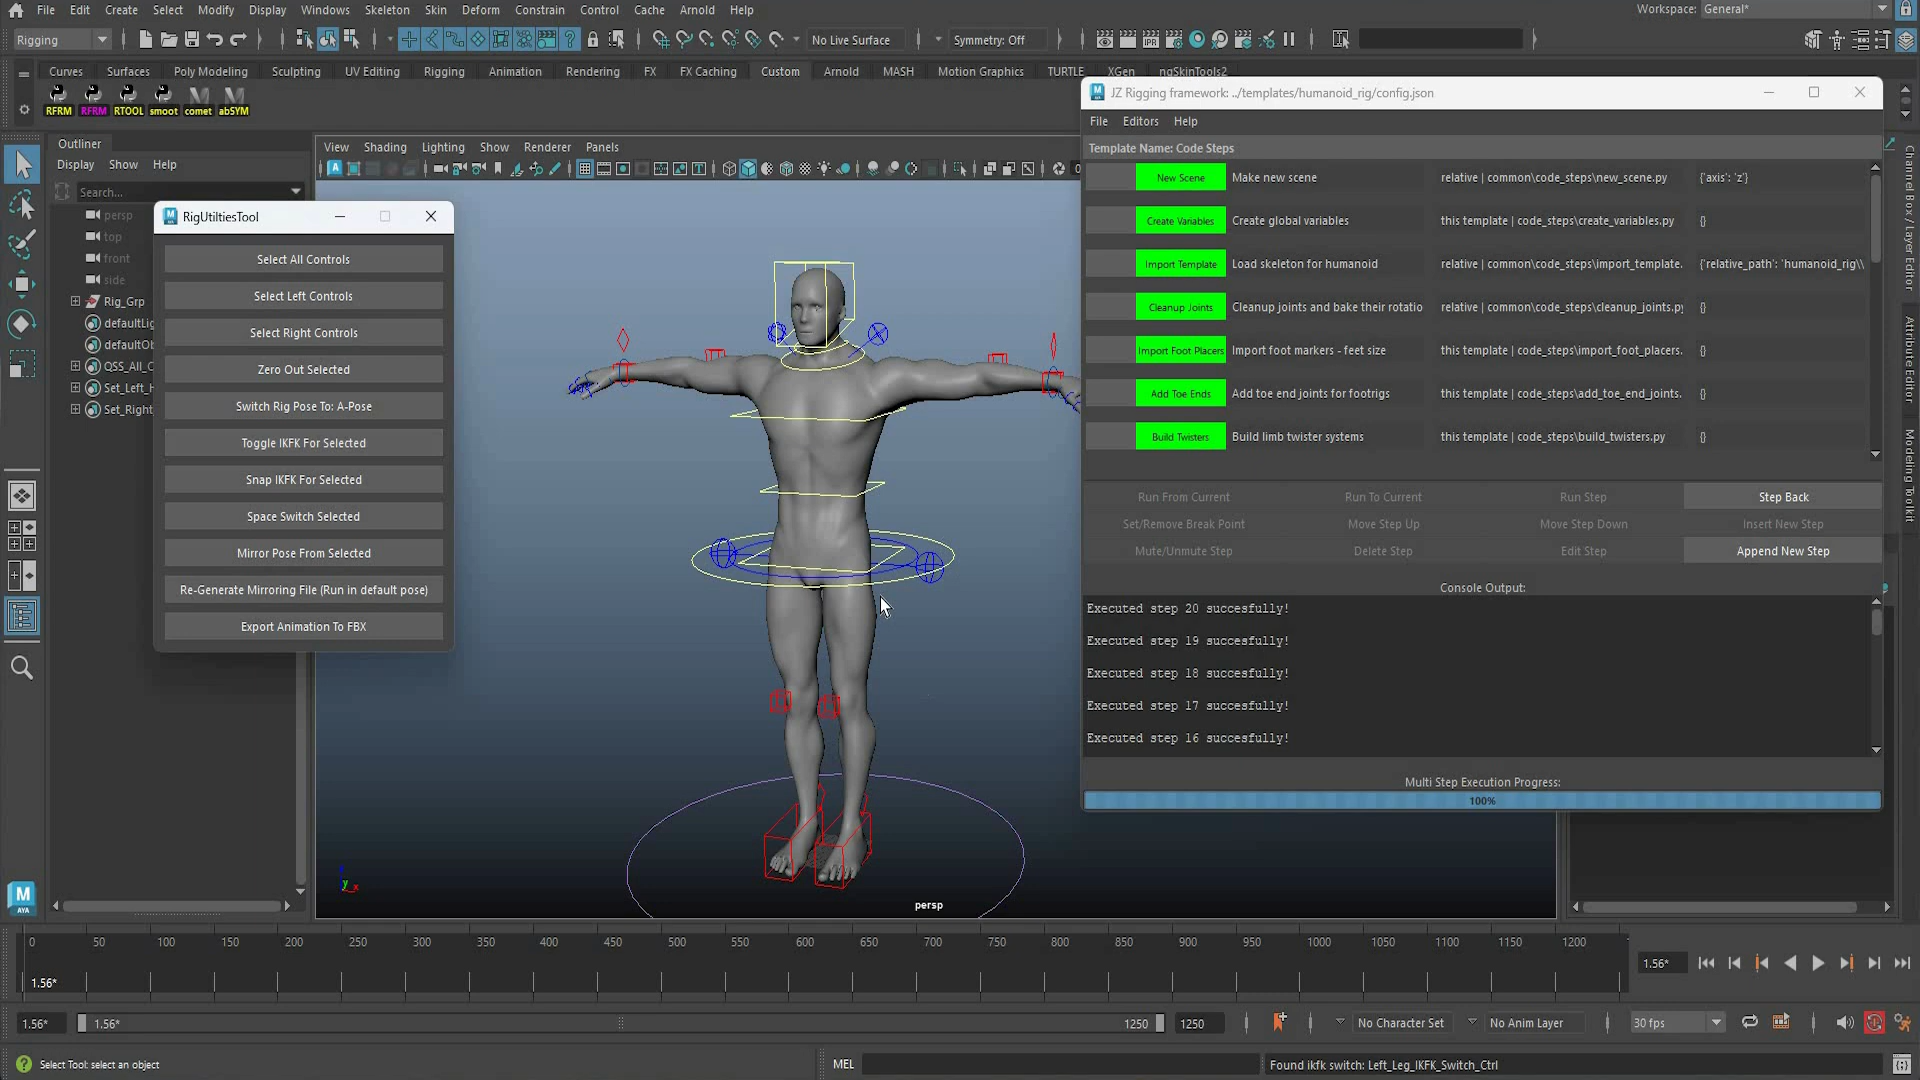 File Edit Create Select Modify Display Windows Skeleton Skin Deform Constrain Control Cache Arnold Help
Workspace: General*
Rigging
No Live Surface
Symmetry: Off
Curves Surfaces Poly Modeling Sculpting UV Editing Rigging Animation Rendering FX FX Caching Custom Arnold MASH Motion Graphics TURTLE XGen ngSkinTools2
RFRM RFRM RTOOL smoot comet abSYM
Outliner
Display Show Help
Search...
persp
top
front
side
Rig_Grp
defaultLig
defaultOb
QSS_All_C
Set_Left_H
Set_Right
RigUtiltiesTool
Select All Controls
Select Left Controls
Select Right Controls
Zero Out Selected
Switch Rig Pose To: A-Pose
Toggle IKFK For Selected
Snap IKFK For Selected
Space Switch Selected
Mirror Pose From Selected
Re-Generate Mirroring File (Run in default pose)
Export Animation To FBX
View Shading Lighting Show Renderer Panels
persp
JZ Rigging framework: ../templates/humanoid_rig/config.json
File Editors Help
Template Name: Code Steps
New Scene Make new scene relative | common\code_steps\new_scene.py {'axis': 'z'}
Create Variables Create global variables this template | code_steps\create_variables.py {}
Import Template Load skeleton for humanoid relative | common\code_steps\import_template. {'relative_path': 'humanoid_rig\\
Cleanup Joints Cleanup joints and bake their rotatio relative | common\code_steps\cleanup_joints.py {}
Import Foot Placers Import foot markers - feet size this template | code_steps\import_foot_placers. {}
Add Toe Ends Add toe end joints for footrigs this template | code_steps\add_toe_end_joints. {}
Build Twisters Build limb twister systems this template | code_steps\build_twisters.py {}
Run From Current Run To Current Run Step Step Back
Set/Remove Break Point Move Step Up Move Step Down Insert New Step
Mute/Unmute Step Delete Step Edit Step Append New Step
Console Output:
Executed step 20 succesfully!
Executed step 19 succesfully!
Executed step 18 succesfully!
Executed step 17 succesfully!
Executed step 16 succesfully!
Multi Step Execution Progress:
100%
Channel Box / Layer Editor
Attribute Editor
Modeling Toolkit
M
AYA
0 50 100 150 200 250 300 350 400 450 500 550 600 650 700 750 800 850 900 950 1000 1050 1100 1150 1200
1.56*
1.56*
1.56* 1.56* 1250 1250 No Character Set No Anim Layer 30 fps
Select Tool: select an object
MEL
Found ikfk switch: Left_Leg_IKFK_Switch_Ctrl